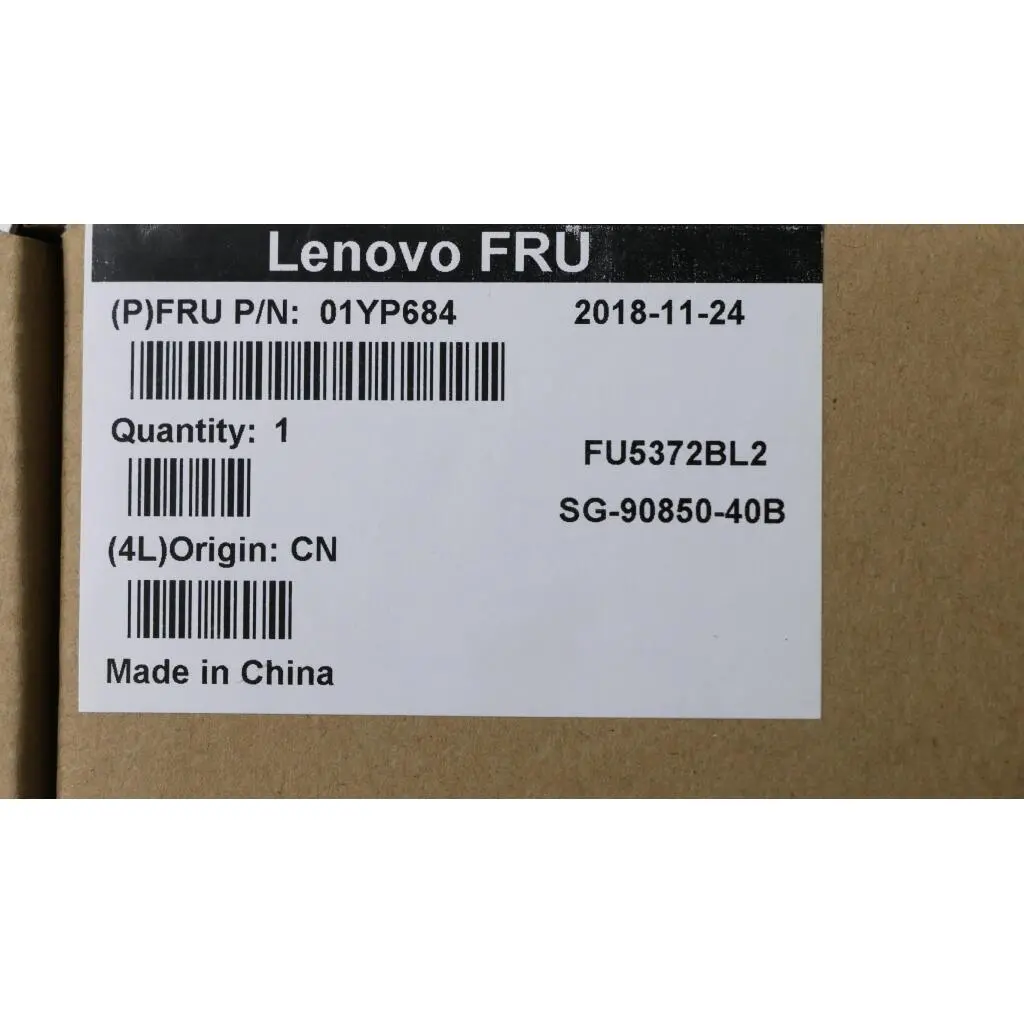 Lenovo FRU
(P)FRU P/N: 01YP684
2018-11-24
Quantity: 1
FU5372BL2
SG-90850-40B
(4L)Origin: CN
Made in China